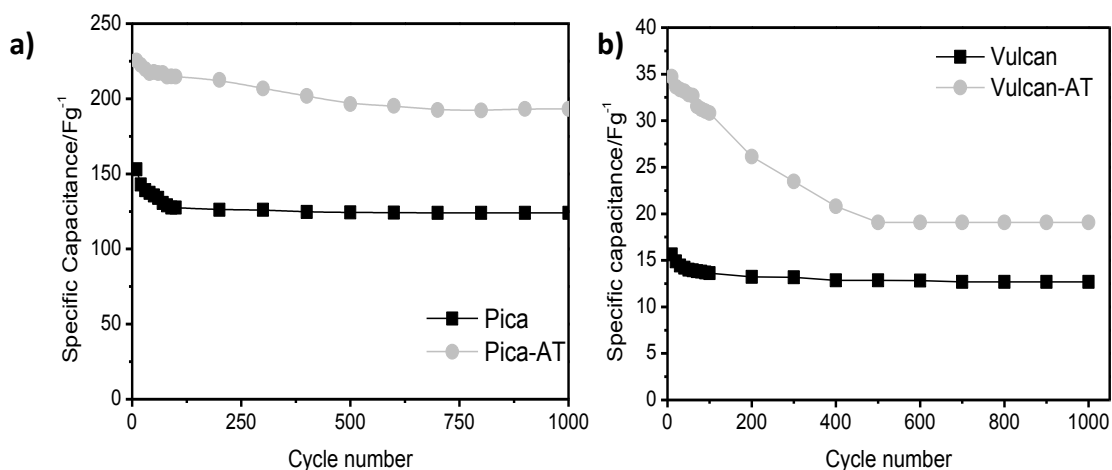 a)
Specific Capacitance/Fg-1
250
200
150
100
50
0
Pica
Pica-AT
0 250 500 750 1000
Cycle number
b)
Specific capacitance/Fg-1
40
35
30
25
20
15
10
5
0
Vulcan
Vulcan-AT
0 200 400 600 800 1000
Cycle number